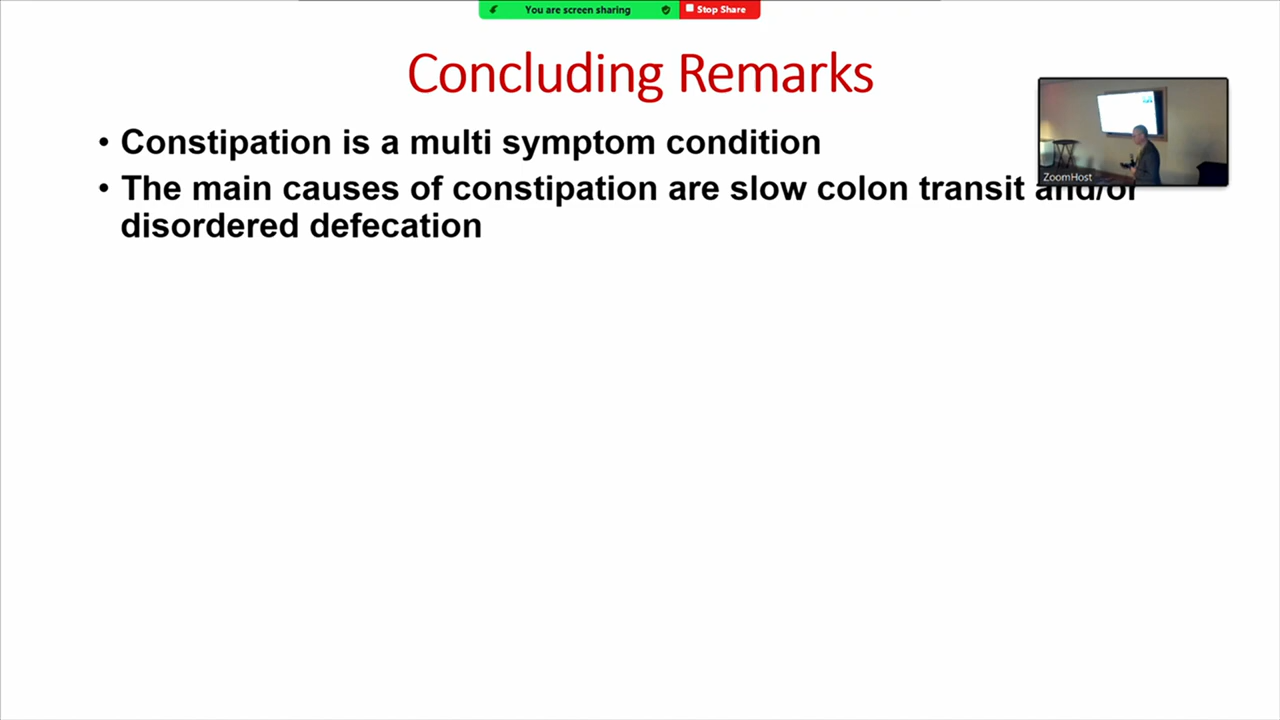 You are screen sharing
Stop Share
Concluding Remarks
• Constipation is a multi symptom condition
• The main causes of constipation are slow colon transit and/or
disordered defecation
ZoomHost